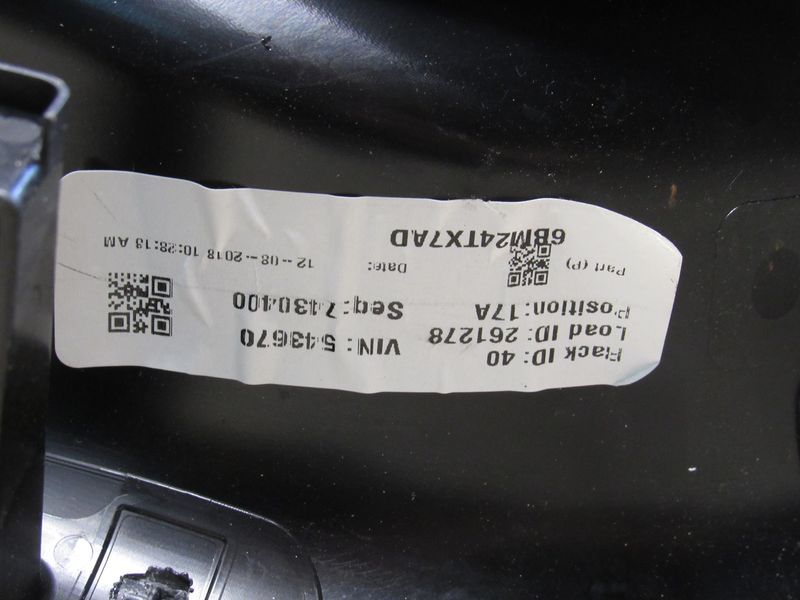 Rack ID: 40
Load ID: 261278
Position: 17A
VIN: 543670
Seq: 7430400
Part (P)
6BM24TX7AD
Date: 12-08-2018 10:28:13 AM